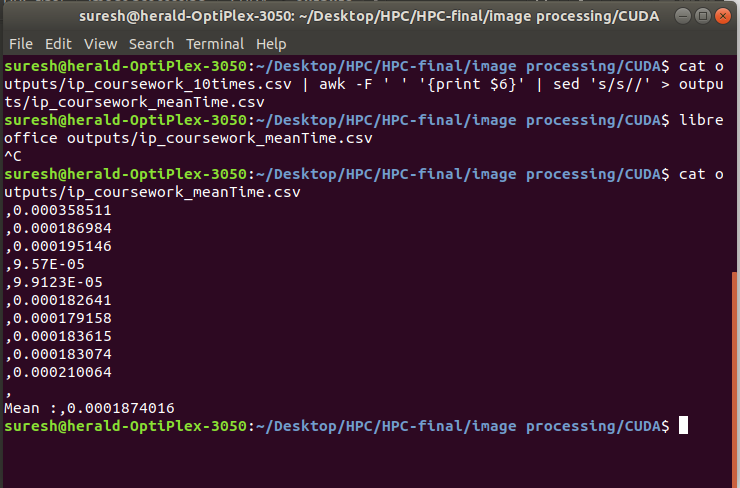 suresh@herald-OptiPlex-3050: ~/Desktop/HPC/HPC-final/image processing/CUDA
File Edit View Search Terminal Help
suresh@herald-OptiPlex-3050:~/Desktop/HPC/HPC-final/image processing/CUDA$ cat o
utputs/ip_coursework_10times.csv | awk -F ' ' '{print $6}' | sed 's/s//' > outpu
ts/ip_coursework_meanTime.csv
suresh@herald-OptiPlex-3050:~/Desktop/HPC/HPC-final/image processing/CUDA$ libre
office outputs/ip_coursework_meanTime.csv
^C
suresh@herald-OptiPlex-3050:~/Desktop/HPC/HPC-final/image processing/CUDA$ cat o
utputs/ip_coursework_meanTime.csv
,0.000358511
,0.000186984
,0.000195146
,9.57E-05
,9.9123E-05
,0.000182641
,0.000179158
,0.000183615
,0.000183074
,0.000210064
,
Mean :,0.0001874016
suresh@herald-OptiPlex-3050:~/Desktop/HPC/HPC-final/image processing/CUDA$